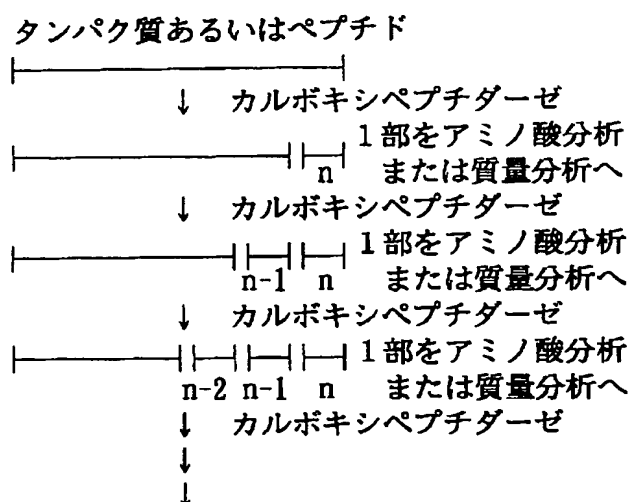 タンパク質あるいはペプチド
↓ カルボキシペプチダーゼ
1部をアミノ酸分析
n または質量分析へ
↓ カルボキシペプチダーゼ
1部をアミノ酸分析
n-1 n または質量分析へ
↓ カルボキシペプチダーゼ
1部をアミノ酸分析
n-2 n-1 n または質量分析へ
↓ カルボキシペプチダーゼ
↓
↓